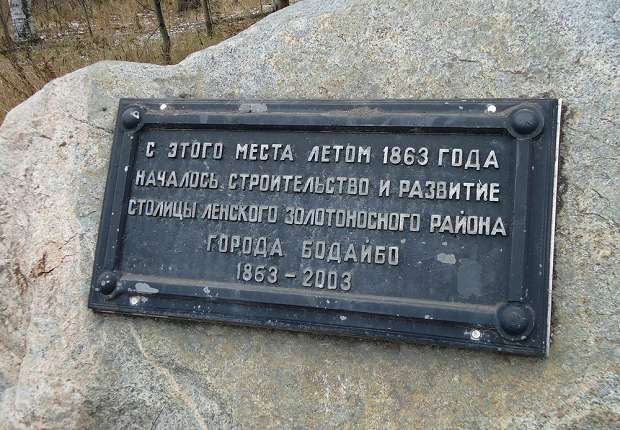 С ЭТОГО МЕСТА ЛЕТОМ 1863 ГОДА
НАЧАЛОСЬ СТРОИТЕЛЬСТВО И РАЗВИТИЕ
СТОЛИЦЫ ЛЕНСКОГО ЗОЛОТОНОСНОГО РАЙОНА
ГОРОДА БОДАЙБО
1863-2003